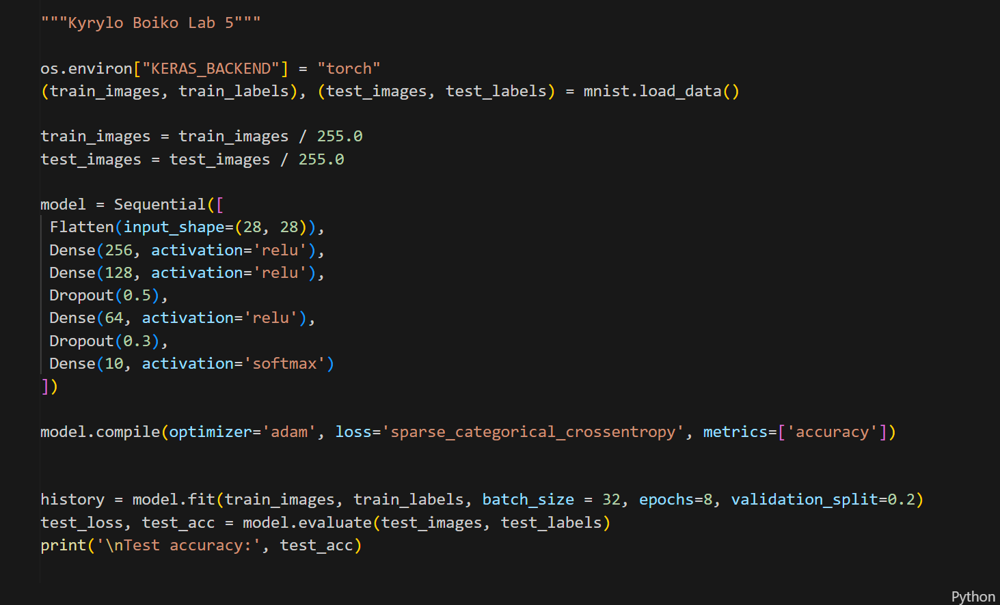 """Kyrylo Boiko Lab 5"""
os.environ["KERAS_BACKEND"] = "torch"
(train_images, train_labels), (test_images, test_labels) = mnist.load_data()
train_images = train_images / 255.0
test_images = test_images / 255.0
model = Sequential([
Flatten(input_shape=(28, 28)),
Dense(256, activation='relu'),
Dense(128, activation='relu'),
Dropout(0.5),
Dense(64, activation='relu'),
Dropout(0.3),
Dense(10, activation='softmax')
])
model.compile(optimizer='adam', loss='sparse_categorical_crossentropy', metrics=['accuracy'])
history = model.fit(train_images, train_labels, batch_size = 32, epochs=8, validation_split=0.2)
test_loss, test_acc = model.evaluate(test_images, test_labels)
print('\nTest accuracy:', test_acc)
Python